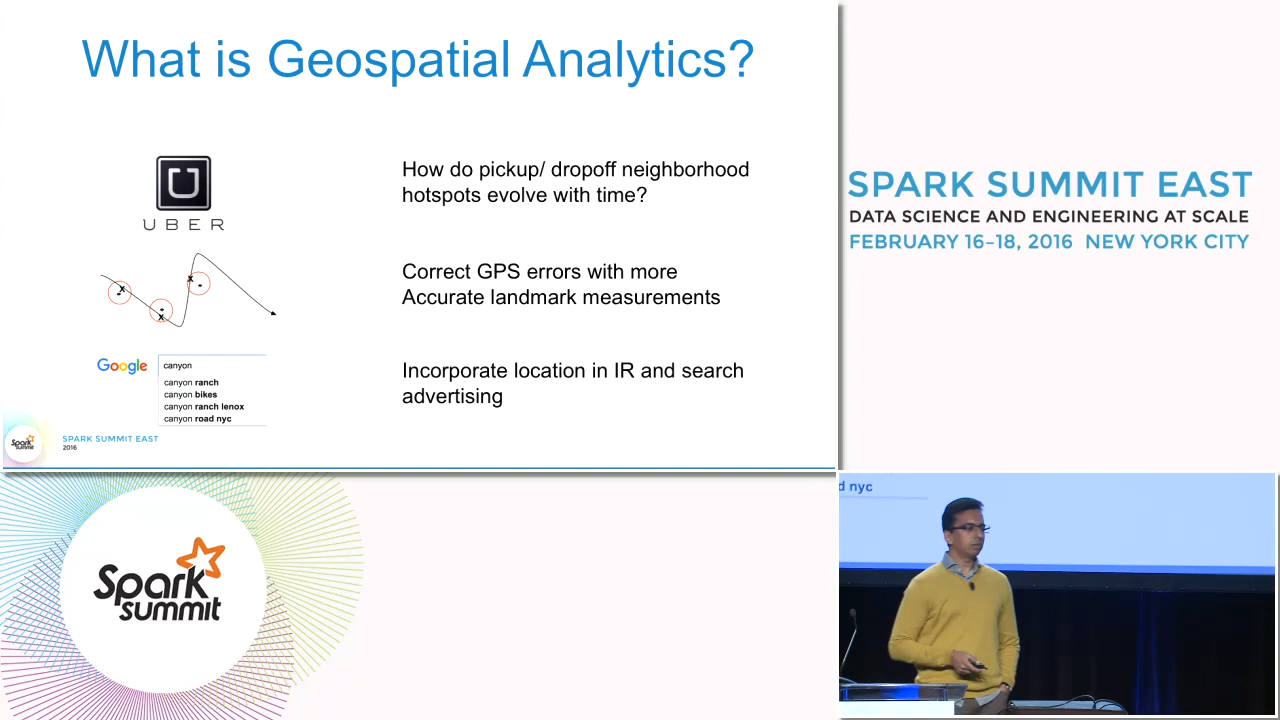 What is Geospatial Analytics?
U
UBER
How do pickup/ dropoff neighborhood
hotspots evolve with time?
x
x
x
Correct GPS errors with more
Accurate landmark measurements
Google
canyon
canyon ranch
canyon bikes
canyon ranch lenox
canyon road nyc
Incorporate location in IR and search
advertising
Spark
summit
SPARK SUMMIT EAST
2016
SPARK SUMMIT EAST
DATA SCIENCE AND ENGINEERING AT SCALE
FEBRUARY 16–18, 2016 NEW YORK CITY
Spark
summit
d nyc